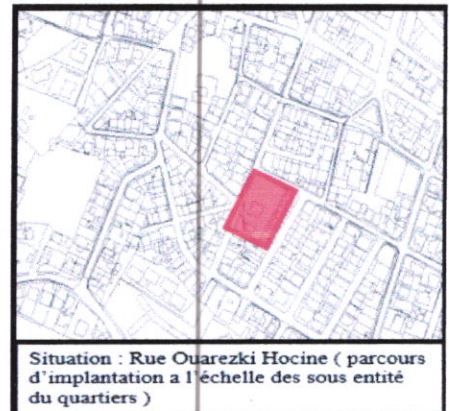 Situation : Rue Ouarezki Hocine ( parcours
d'implantation a l'échelle des sous entité
du quartiers )